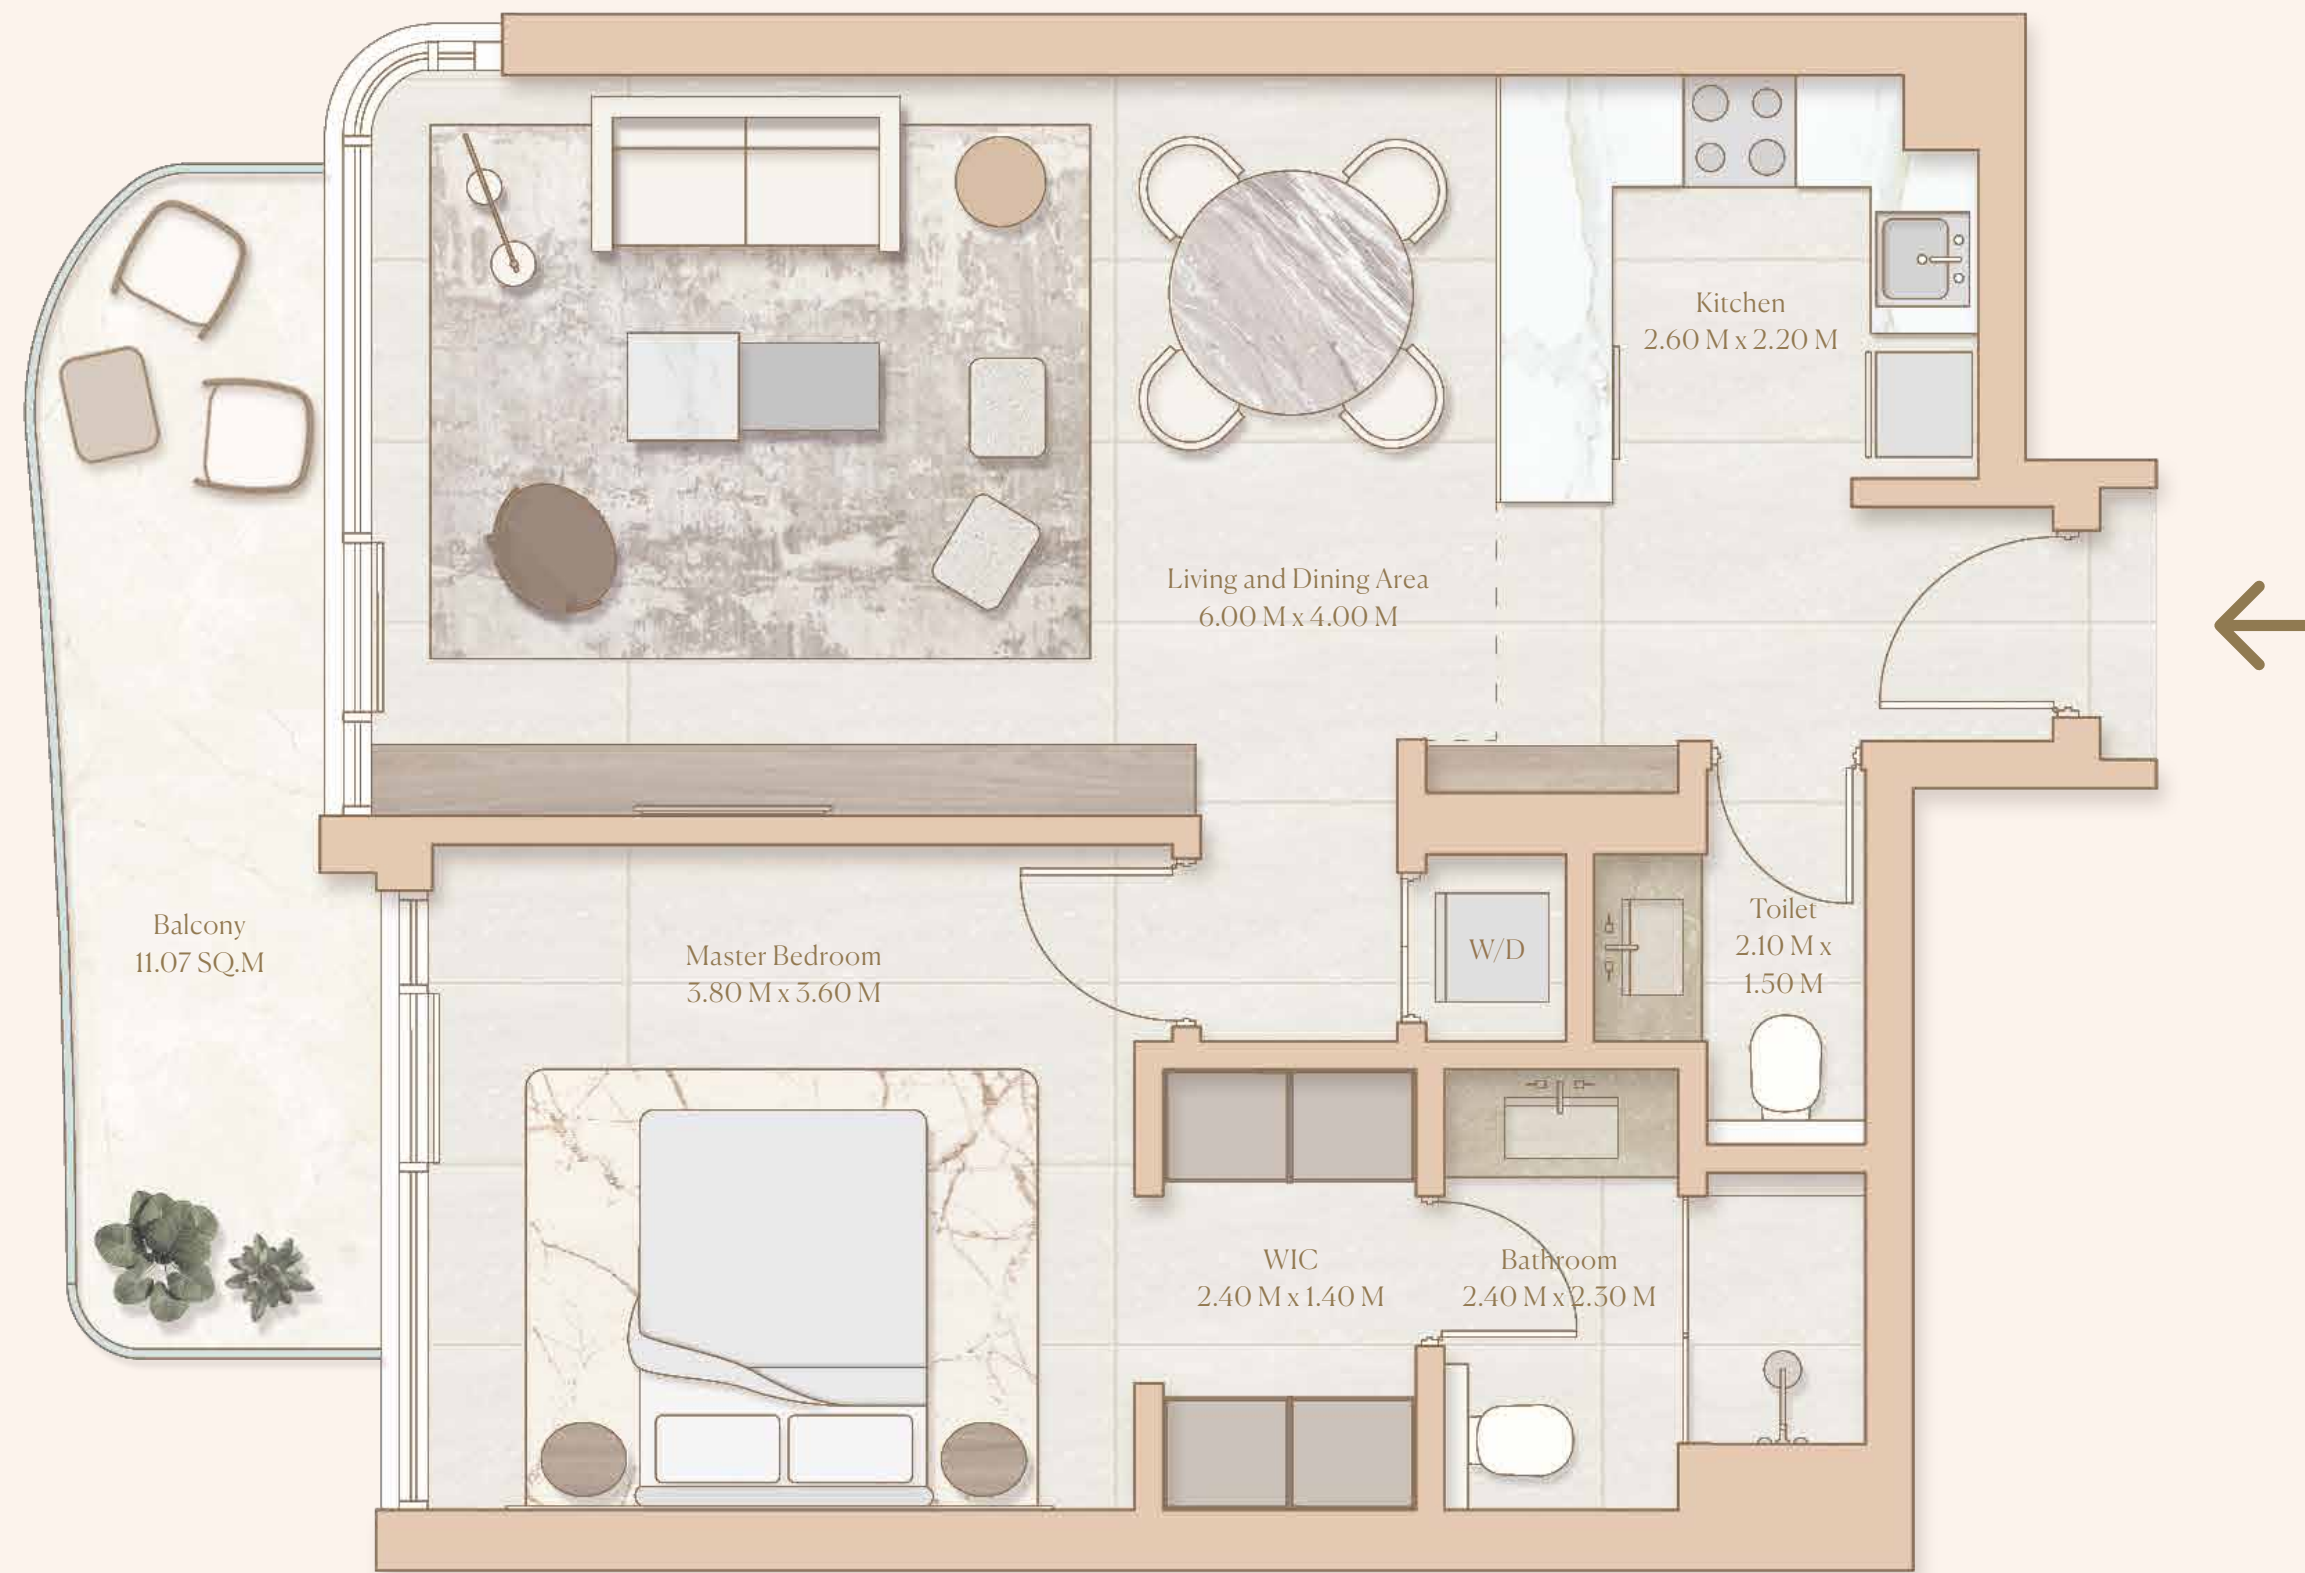 Kitchen
2.60 M x 2.20 M
Living and Dining Area
6.00 M x 4.00 M
Balcony
11.07 SQ.M
Master Bedroom
3.80 M x 3.60 M
W/D
Toilet
2.10 M x
1.50 M
WIC
2.40 M x 1.40 M
Bathroom
2.40 M x 2.30 M